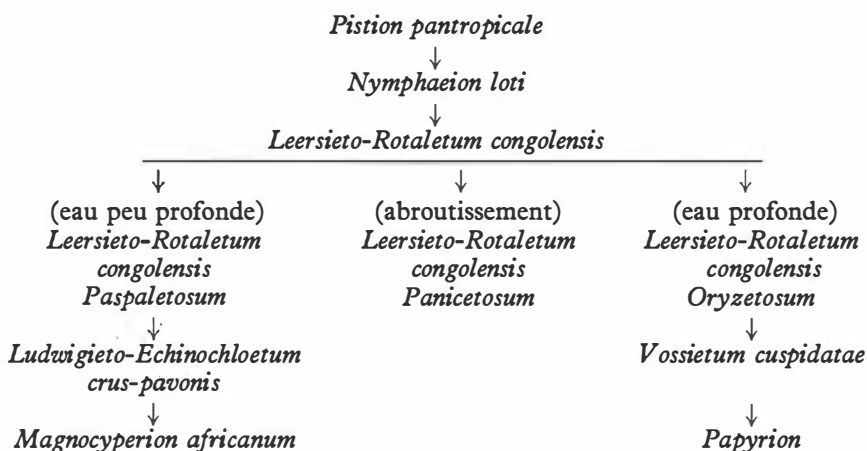 Pistion pantropicale
↓
Nymphaeion loti
↓
Leersieto-Rotaletum congolensis
↓ ↓ ↓
(eau peu profonde) (abroutissement) (eau profonde)
Leersieto-Rotaletum Leersieto-Rotaletum Leersieto-Rotaletum
congolensis congolensis congolensis
Paspaletosum Panicetosum Oryzetosum
↓ ↓
Ludwigieto-Echinochloetum Vossietum cuspidatae
crus-pavonis
↓ ↓
Magnocyperion africanum Papyrion